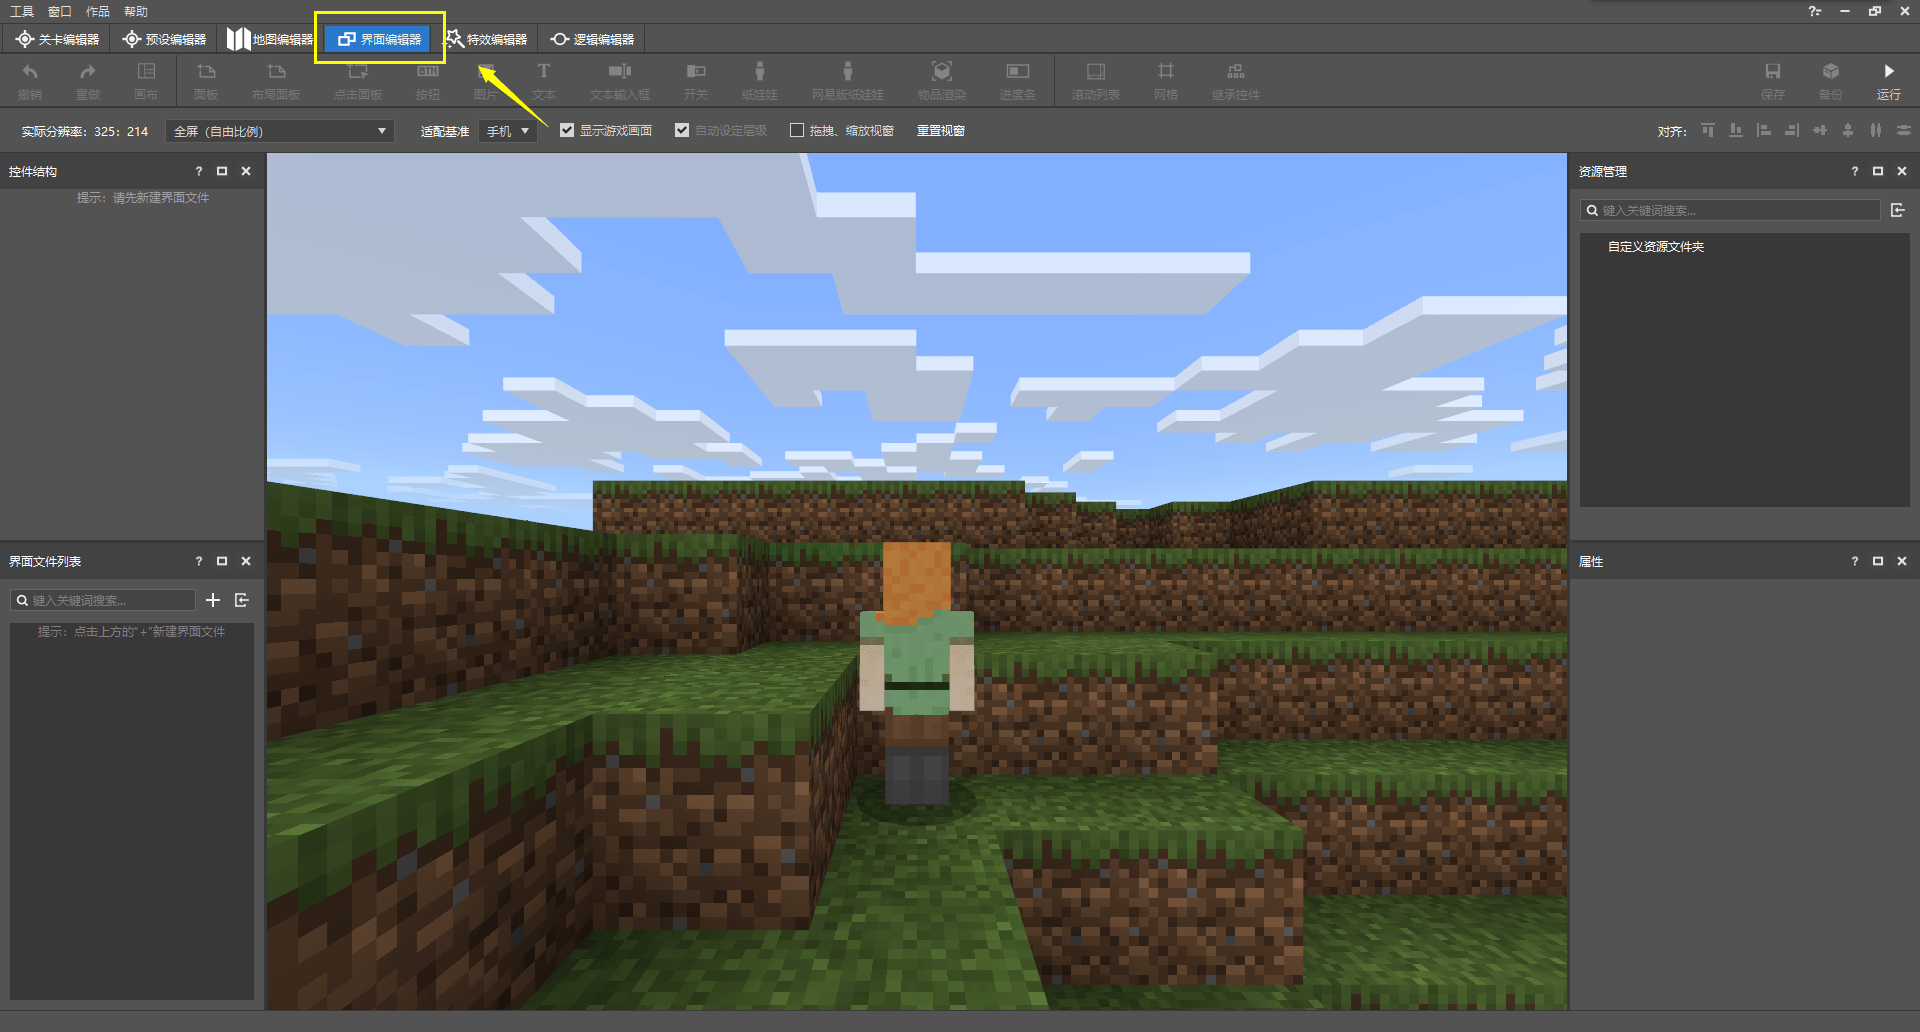 工具 窗口 作品 帮助
关卡编辑器 预设编辑器 地图编辑器 界面编辑器 特效编辑器 逻辑编辑器
撤销 重做 画布 面板 布局面板 点击面板 按钮 图片 文本 文本输入框 开关 纸娃娃 网易版纸娃娃 物品渲染 进度条 滚动列表 网格 继承控件 保存 备份 运行
实际分辨率：325：214 全屏（自由比例） 适配基准 手机 显示游戏画面 自动设定层级 拖拽、缩放视窗 重置视窗 对齐：
控件结构
提示：请先新建界面文件
资源管理
键入关键词搜索...
自定义资源文件夹
界面文件列表
键入关键词搜索...
提示：点击上方的“+”新建界面文件
属性